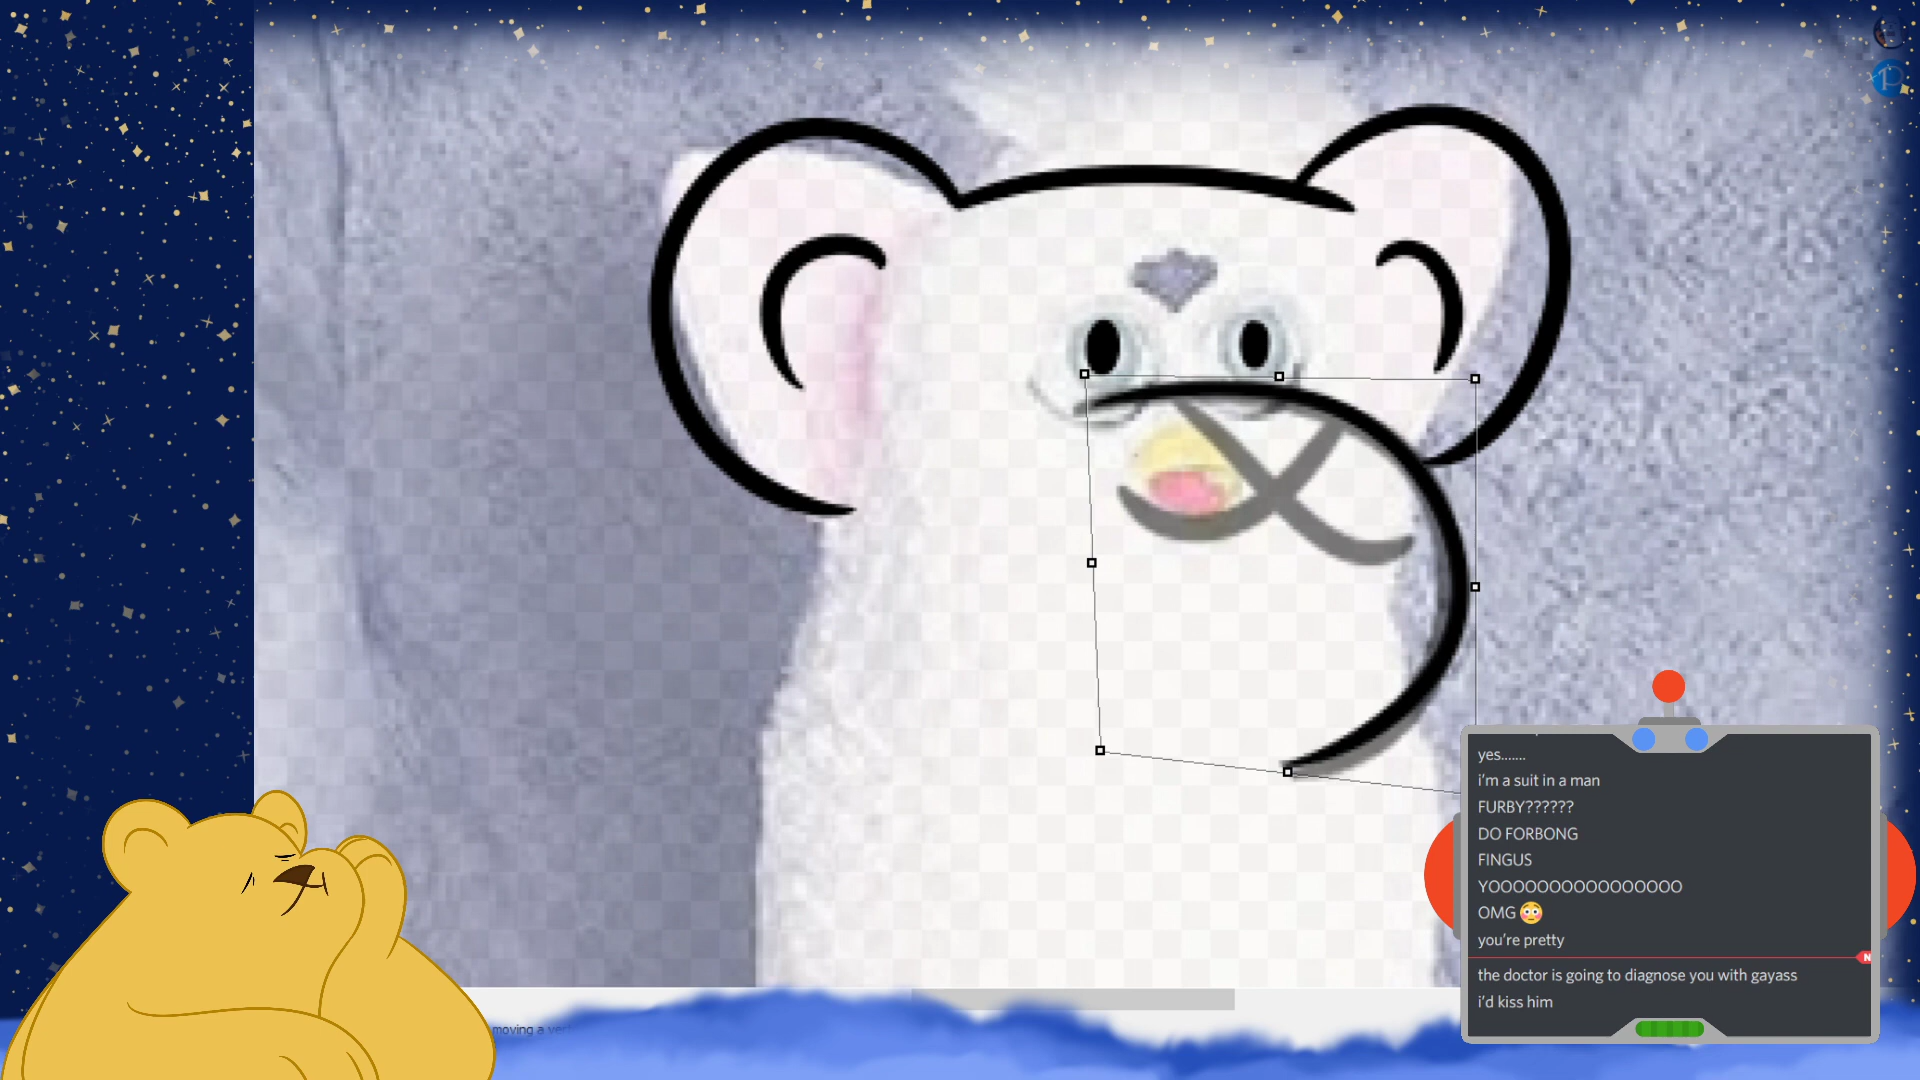 yes.......
i'm a suit in a man
FURBY??????
DO FORBONG
FINGUS
YOOOOOOOOOOOOOOOO
OMG 😳
you're pretty
N
the doctor is going to diagnose you with gayass
i'd kiss him
moving a